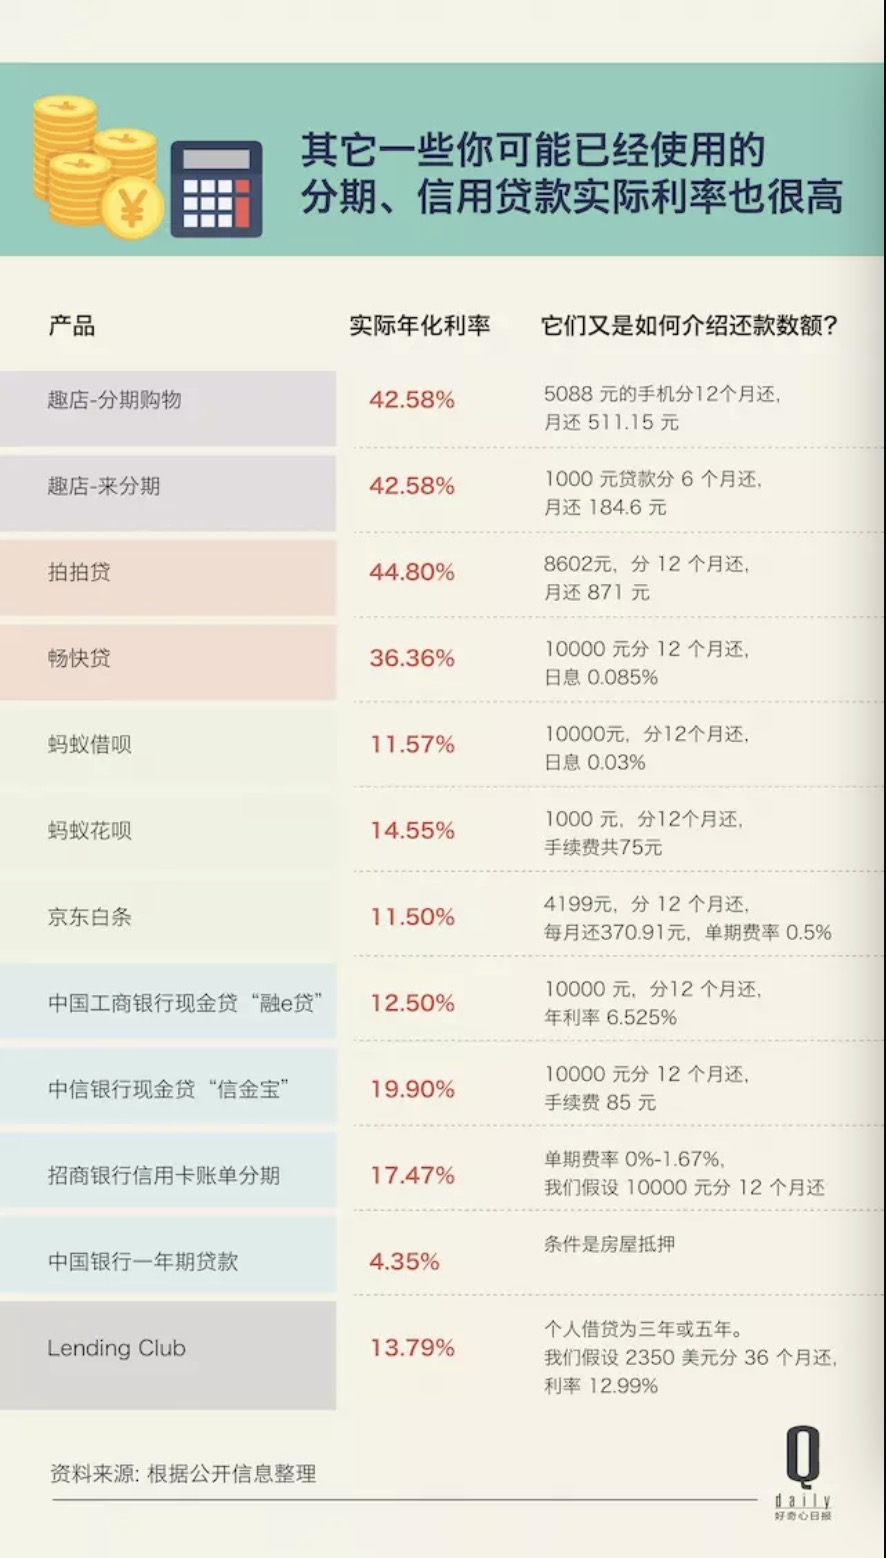 其它一些你可能已经使用的
分期、信用贷款实际利率也很高
产品 实际年化利率 它们又是如何介绍还款数额？
趣店-分期购物 42.58% 5088 元的手机分12个月还,
月还 511.15 元
趣店-来分期 42.58% 1000 元贷款分 6 个月还,
月还 184.6 元
拍拍贷 44.80% 8602元, 分 12 个月还,
月还 871 元
畅快贷 36.36% 10000 元分 12 个月还,
日息 0.085%
蚂蚁借呗 11.57% 10000元, 分12个月还,
日息 0.03%
蚂蚁花呗 14.55% 1000 元, 分12个月还,
手续费共75元
京东白条 11.50% 4199元, 分 12 个月还,
每月还370.91元, 单期费率 0.5%
中国工商银行现金贷“融e贷” 12.50% 10000 元, 分12 个月还,
年利率 6.525%
中信银行现金贷“信金宝” 19.90% 10000 元分 12 个月还,
手续费 85 元
招商银行信用卡账单分期 17.47% 单期费率 0%-1.67%,
我们假设 10000 元分 12 个月还
中国银行一年期贷款 4.35% 条件是房屋抵押
Lending Club 13.79% 个人借贷为三年或五年。
我们假设 2350 美元分 36 个月还,
利率 12.99%
资料来源: 根据公开信息整理
¥
Q
daily
好奇心日报